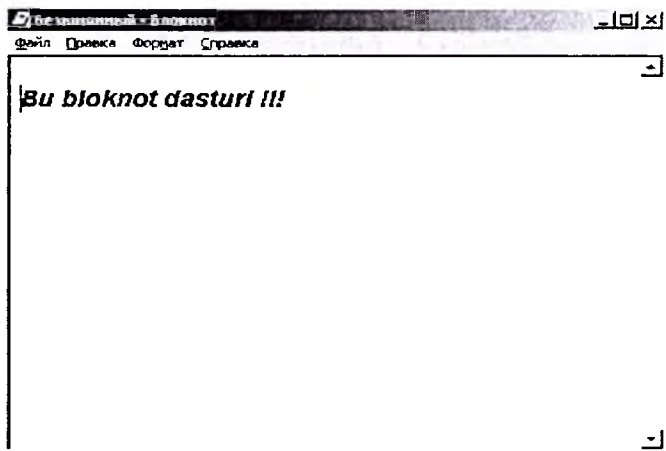 Безымянный - Блокнот
Файл Правка Формат Справка
Bu bloknot dasturi !!!